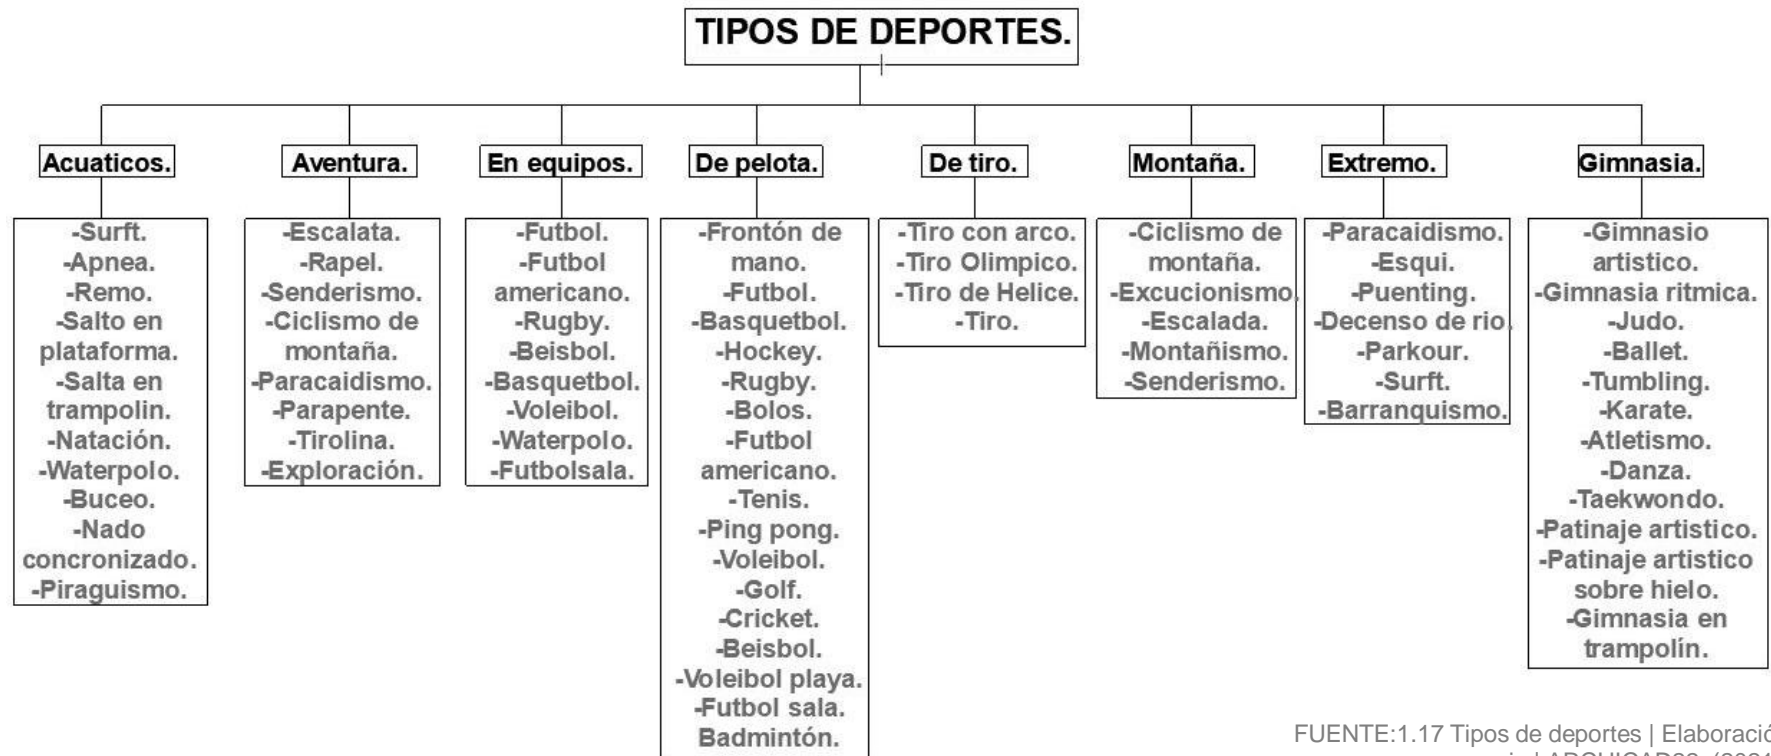 TIPOS DE DEPORTES.
Acuaticos.
-Surft.
-Apnea.
-Remo.
-Salto en
plataforma.
-Salta en
trampolin.
-Natación.
-Waterpolo.
-Buceo.
-Nado
concronizado.
-Piraguismo.
Aventura.
-Escalata.
-Rapel.
-Senderismo.
-Ciclismo de
montaña.
-Paracaidismo.
-Parapente.
-Tirolina.
-Exploración.
En equipos.
-Futbol.
-Futbol
americano.
-Rugby.
-Beisbol.
-Basquetbol.
-Voleibol.
-Waterpolo.
-Futbolsala.
De pelota.
-Frontón de
mano.
-Futbol.
-Basquetbol.
-Hockey.
-Rugby.
-Bolos.
-Futbol
americano.
-Tenis.
-Ping pong.
-Voleibol.
-Golf.
-Cricket.
-Beisbol.
-Voleibol playa.
-Futbol sala.
Badmintón.
De tiro.
-Tiro con arco.
-Tiro Olimpico.
-Tiro de Helice.
-Tiro.
Montaña.
-Ciclismo de
montaña.
-Excucionismo.
-Escalada.
-Montañismo.
-Senderismo.
Extremo.
-Paracaidismo.
-Esqui.
-Puenting.
-Decenso de rio.
-Parkour.
-Surft.
-Barranquismo.
Gimnasia.
-Gimnasio
artistico.
-Gimnasia ritmica.
-Judo.
-Ballet.
-Tumbling.
-Karate.
-Atletismo.
-Danza.
-Taekwondo.
-Patinaje artistico.
-Patinaje artistico
sobre hielo.
-Gimnasia en
trampolín.
FUENTE:1.17 Tipos de deportes | Elaboració